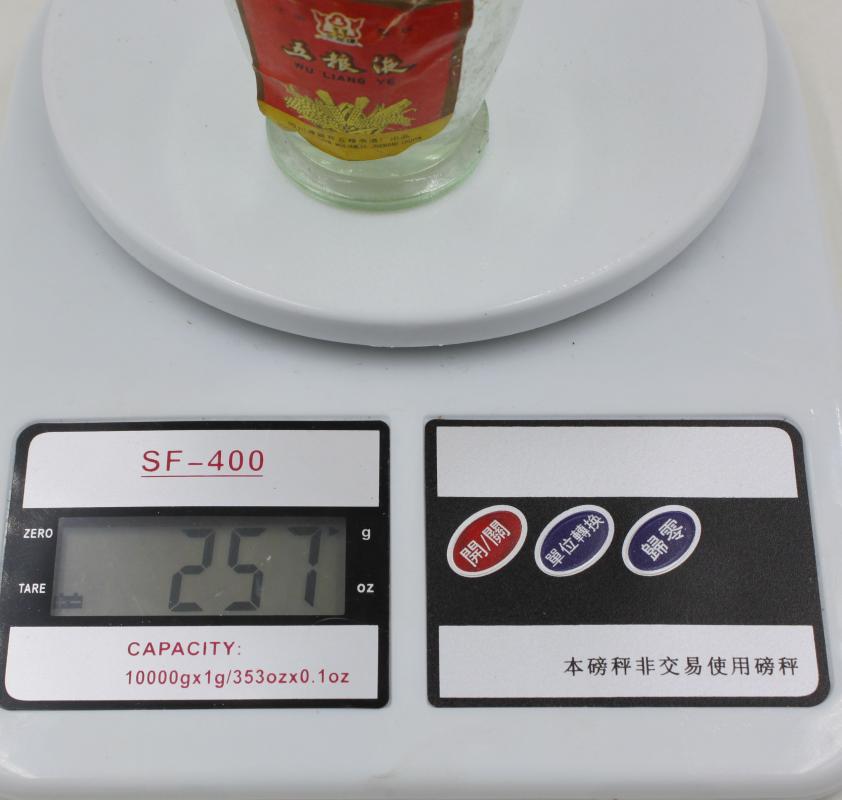 五粮液
WU LIANG YE
SF-400
ZERO
g
257
TARE
oz
CAPACITY:
10000gx1g/353ozx0.1oz
開/關
單位轉換
歸零
本磅秤非交易使用磅秤